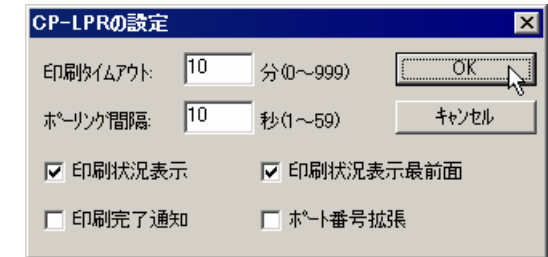 CP-LPRの設定
印刷ﾀｲﾑｱｳﾄ: 10 分(0～999) OK
ﾎﾟｰﾘﾝｸﾞ間隔: 10 秒(1～59) ｷｬﾝｾﾙ
印刷状況表示 印刷状況表示最前面
印刷完了通知 ﾎﾟｰﾄ番号拡張